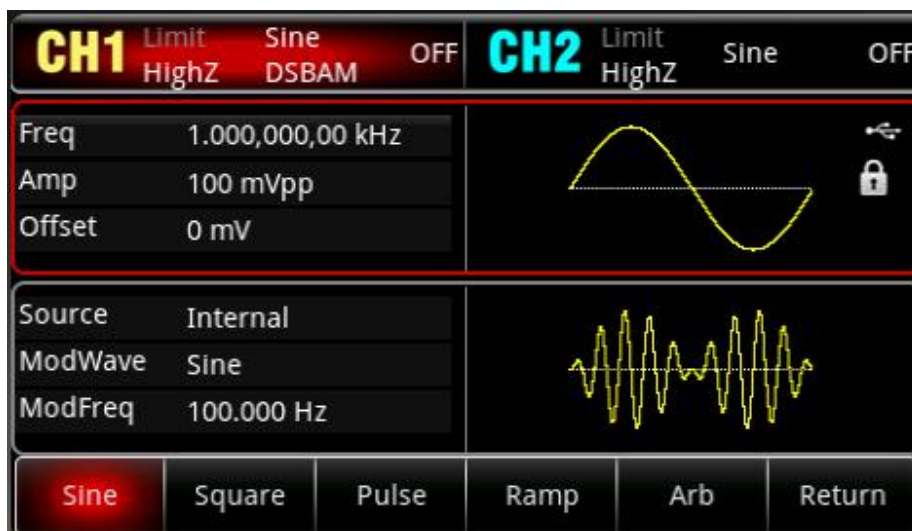 CH1 Limit Sine OFF CH2 Limit Sine OFF
HighZ DSBAM HighZ
Freq 1.000,000,00 kHz
Amp 100 mVpp
Offset 0 mV
Source Internal
ModWave Sine
ModFreq 100.000 Hz
Sine Square Pulse Ramp Arb Return